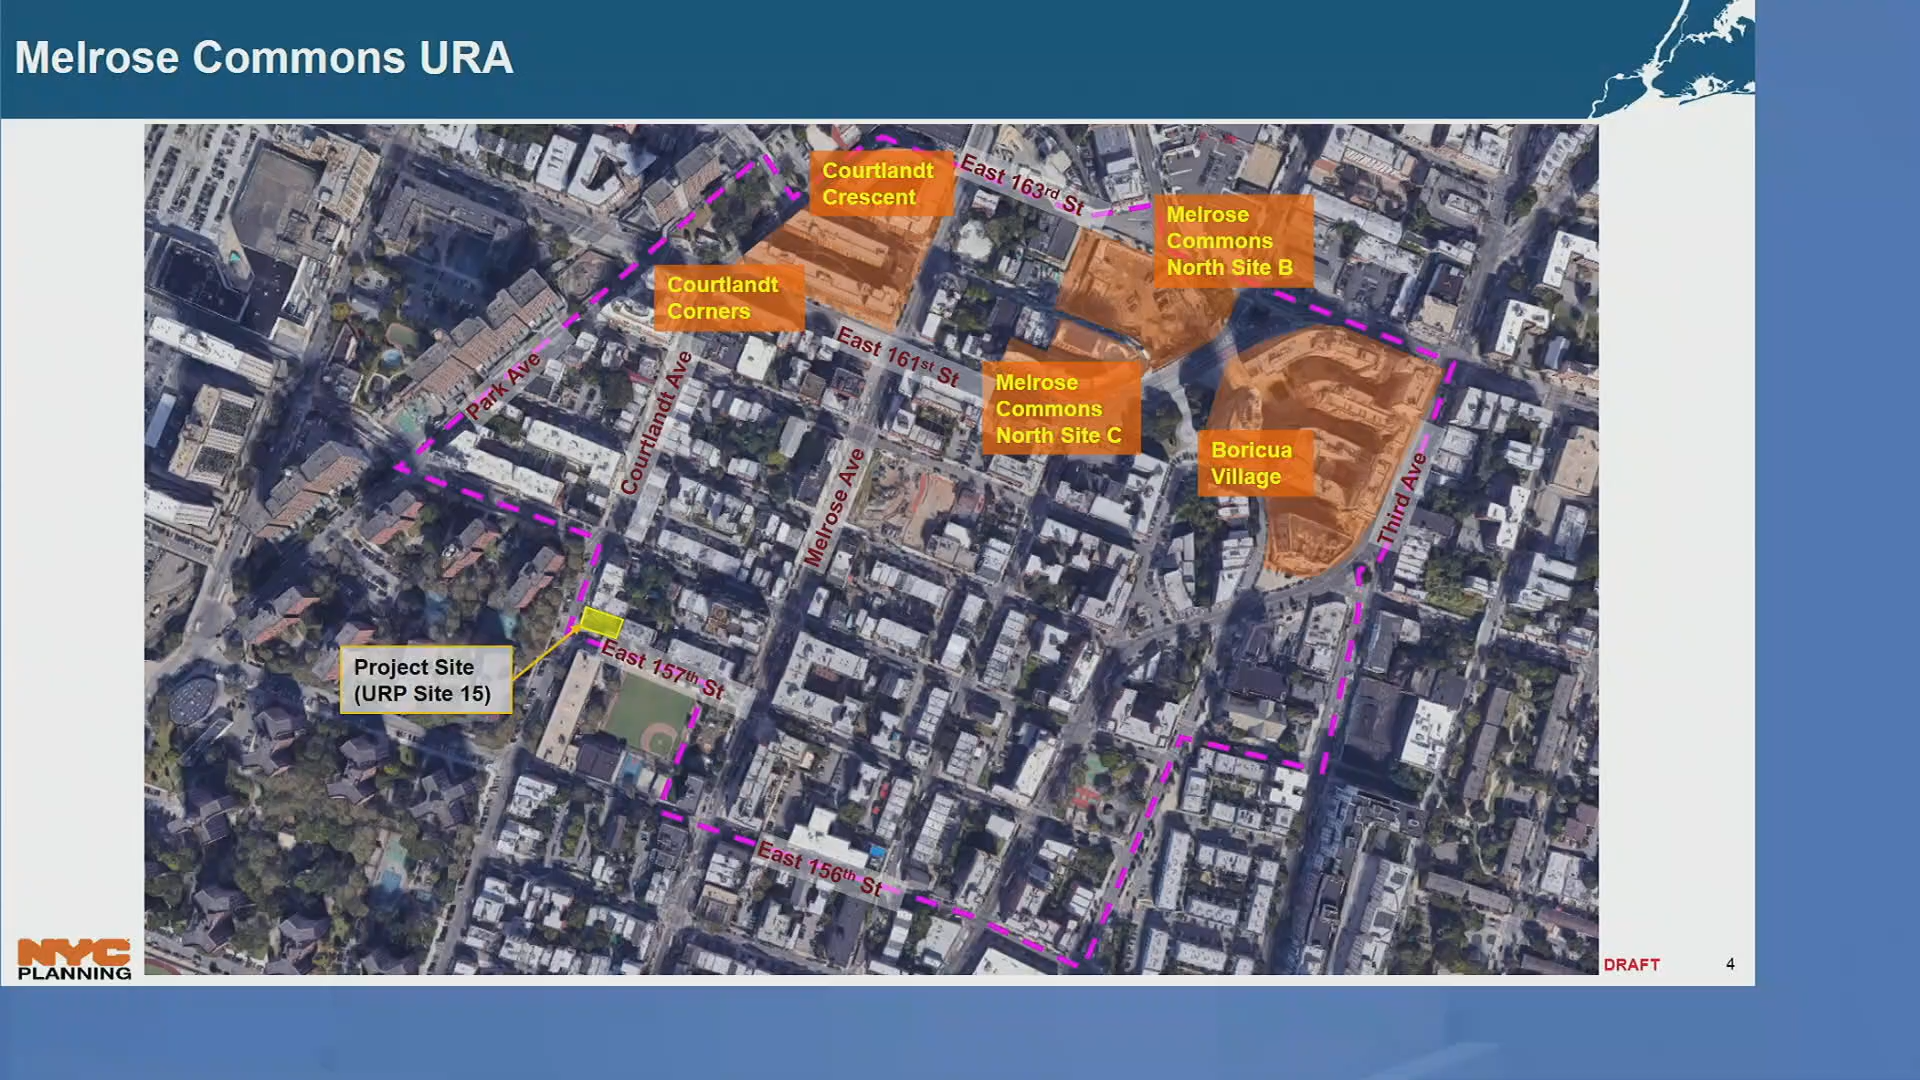 Melrose Commons URA
Courtlandt
Crescent
East 163rd St
Melrose
Commons
North Site B
Courtlandt
Corners
East 161st St
Park Ave
Courtlandt Ave
Melrose
Commons
North Site C
Melrose Ave
Boricua
Village
Third Ave
Project Site
(URP Site 15)
East 157th St
East 156th St
NYC
PLANNING
DRAFT
4